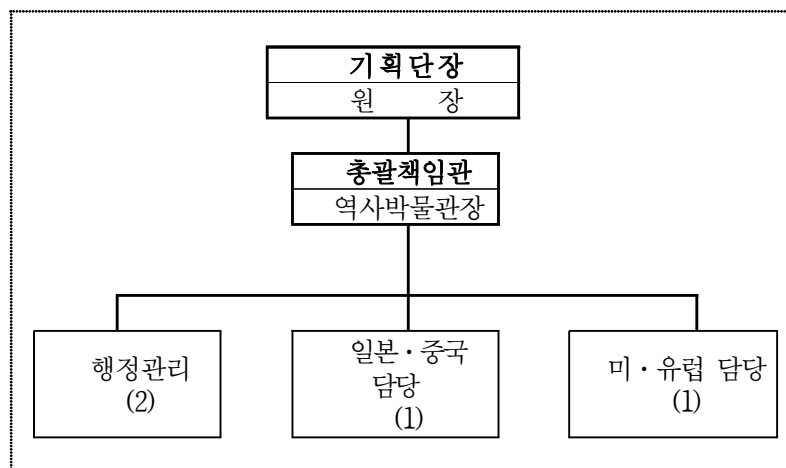 기획단장
원 장
총괄책임관
역사박물관장
행정관리
(2)
일본·중국
담당
(1)
미·유럽 담당
(1)